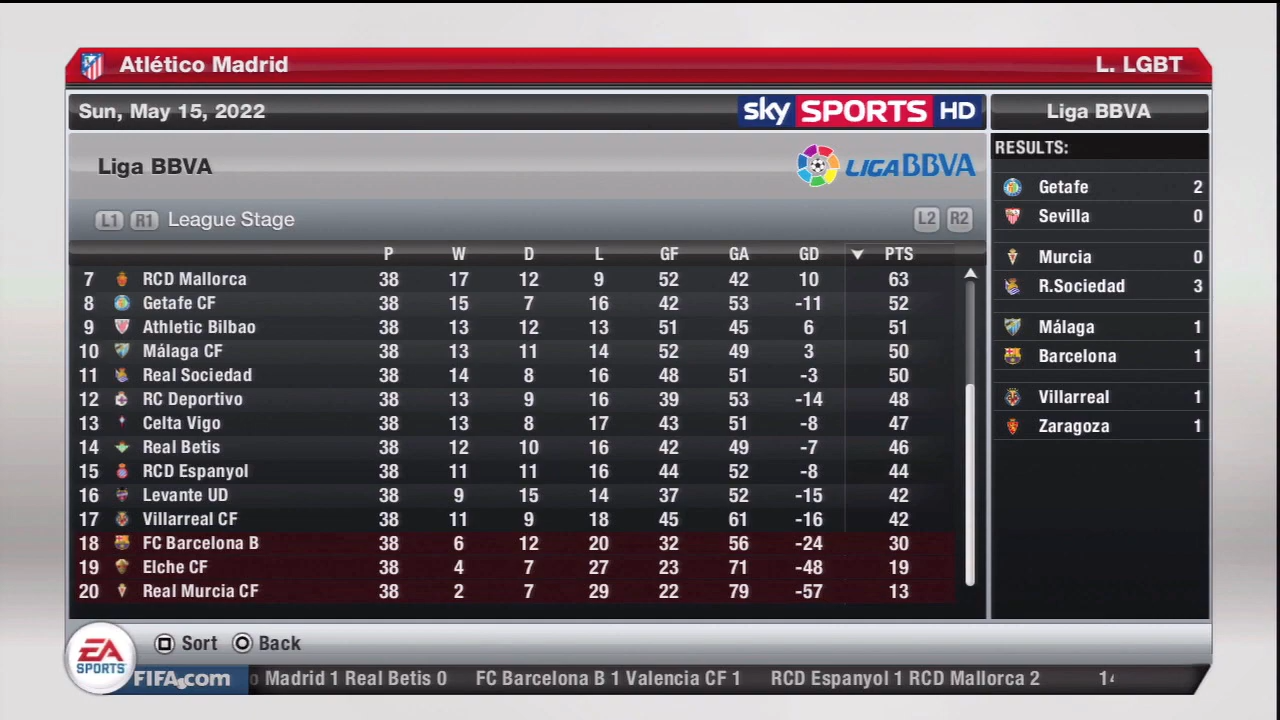 Atlético Madrid L. LGBT
Sun, May 15, 2022 sky SPORTS HD
Liga BBVA LIGA BBVA
L1 R1 League Stage L2 R2
P W D L GF GA GD PTS
7 RCD Mallorca 38 17 12 9 52 42 10 63
8 Getafe CF 38 15 7 16 42 53 -11 52
9 Athletic Bilbao 38 13 12 13 51 45 6 51
10 Málaga CF 38 13 11 14 52 49 3 50
11 Real Sociedad 38 14 8 16 48 51 -3 50
12 RC Deportivo 38 13 9 16 39 53 -14 48
13 Celta Vigo 38 13 8 17 43 51 -8 47
14 Real Betis 38 12 10 16 42 49 -7 46
15 RCD Espanyol 38 11 11 16 44 52 -8 44
16 Levante UD 38 9 15 14 37 52 -15 42
17 Villarreal CF 38 11 9 18 45 61 -16 42
18 FC Barcelona B 38 6 12 20 32 56 -24 30
19 Elche CF 38 4 7 27 23 71 -48 19
20 Real Murcia CF 38 2 7 29 22 79 -57 13
Liga BBVA
RESULTS:
Getafe 2
Sevilla 0
Murcia 0
R.Sociedad 3
Málaga 1
Barcelona 1
Villarreal 1
Zaragoza 1
EA SPORTS
Sort Back
FIFA.com o Madrid 1 Real Betis 0 FC Barcelona B 1 Valencia CF 1 RCD Espanyol 1 RCD Mallorca 2 1